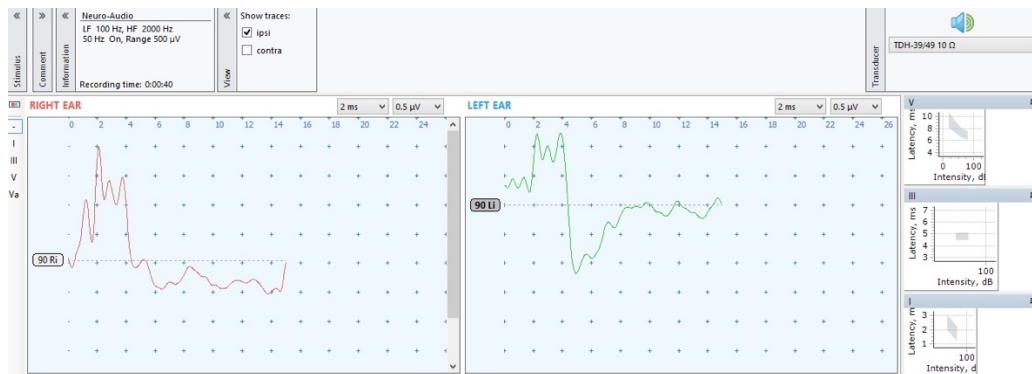 Stimulus
Comment
Information
Neuro-Audio
LF 100 Hz, HF 2000 Hz
50 Hz On, Range 500 µV
Recording time: 0:00:40
View
Show traces:
ipsi
contra
Transducer
TDH-39/49 10 Ω
RIGHT EAR
2 ms
0.5 µV
0 2 4 6 8 10 12 14 16 18 20 22 24
90 Ri
LEFT EAR
2 ms
0.5 µV
0 2 4 6 8 10 12 14 16 18 20 22 24 26
90 Li
-
I
III
V
Va
V
Latency, ms
10
8
6
4
0 100
Intensity, dB
III
Latency, ms
7
6
5
4
3
100
Intensity, dB
I
Latency, m
3
2
1
100
Intensity, d